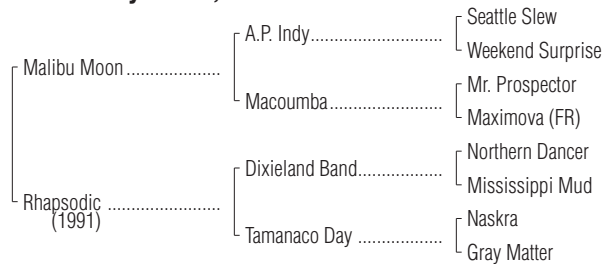 A.P. Indy
Seattle Slew
Weekend Surprise
Malibu Moon
Macoumba
Mr. Prospector
Maximova (FR)
Dixieland Band
Northern Dancer
Mississippi Mud
Rhapsodic
(1991)
Tamanaco Day
Naskra
Gray Matter